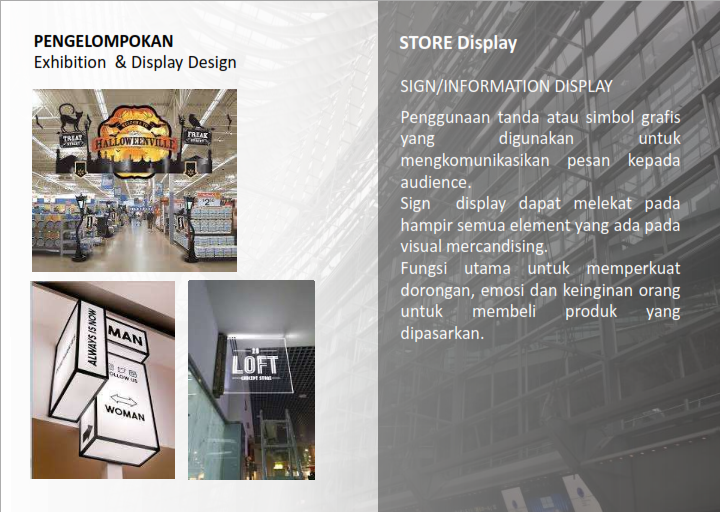 PENGELOMPOKAN
Exhibition & Display Design
TREAT
STREET
HALLOWEENVILLE
FREAK
STREET
ALWAYS IS NOW
MAN
FOLLOW US
WOMAN
LOFT
CONCEPT STORE
STORE Display
SIGN/INFORMATION DISPLAY
Penggunaan tanda atau simbol grafis
yang digunakan untuk
mengkomunikasikan pesan kepada
audience.
Sign display dapat melekat pada
hampir semua element yang ada pada
visual mercandising.
Fungsi utama untuk memperkuat
dorongan, emosi dan keinginan orang
untuk membeli produk yang
dipasarkan.